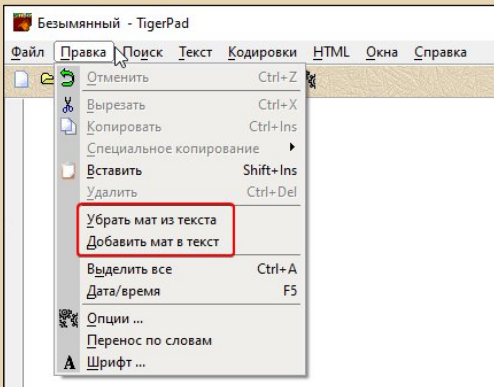 Безымянный - TigerPad
Файл Правка Поиск Текст Кодировки HTML Окна Справка
Отменить Ctrl+Z
Вырезать Ctrl+X
Копировать Ctrl+Ins
Специальное копирование
Вставить Shift+Ins
Удалить Ctrl+Del
Убрать мат из текста
Добавить мат в текст
Выделить все Ctrl+A
Дата/время F5
Опции ...
Перенос по словам
Шрифт ...